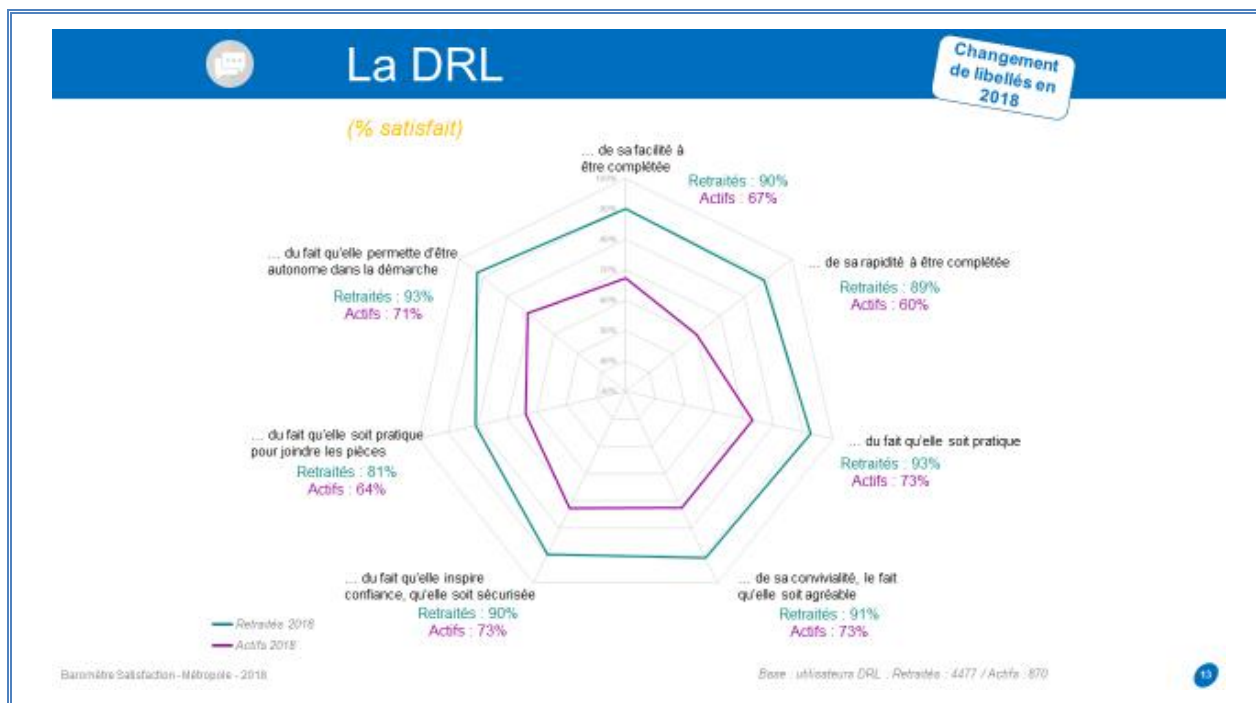 La DRL
Changement
de libellés en
2018
(% satisfait)
... de sa facilité à
être complétée
Retraités : 90%
Actifs : 67%
... de sa rapidité à être complétée
Retraités : 89%
Actifs : 60%
... du fait qu'elle soit pratique
Retraités : 93%
Actifs : 73%
... de sa convivialité, le fait
qu'elle soit agréable
Retraités : 91%
Actifs : 73%
... du fait qu'elle inspire
confiance, qu'elle soit sécurisée
Retraités : 90%
Actifs : 73%
... du fait qu'elle soit pratique
pour joindre les pièces
Retraités : 81%
Actifs : 64%
... du fait qu'elle permette d'être
autonome dans la démarche
Retraités : 93%
Actifs : 71%
100%
Retraités 2018
Actifs 2018
Baromètre Satisfaction - Métropole - 2018
Base : utilisateurs DRL : Retraités : 4477 / Actifs : 870
13